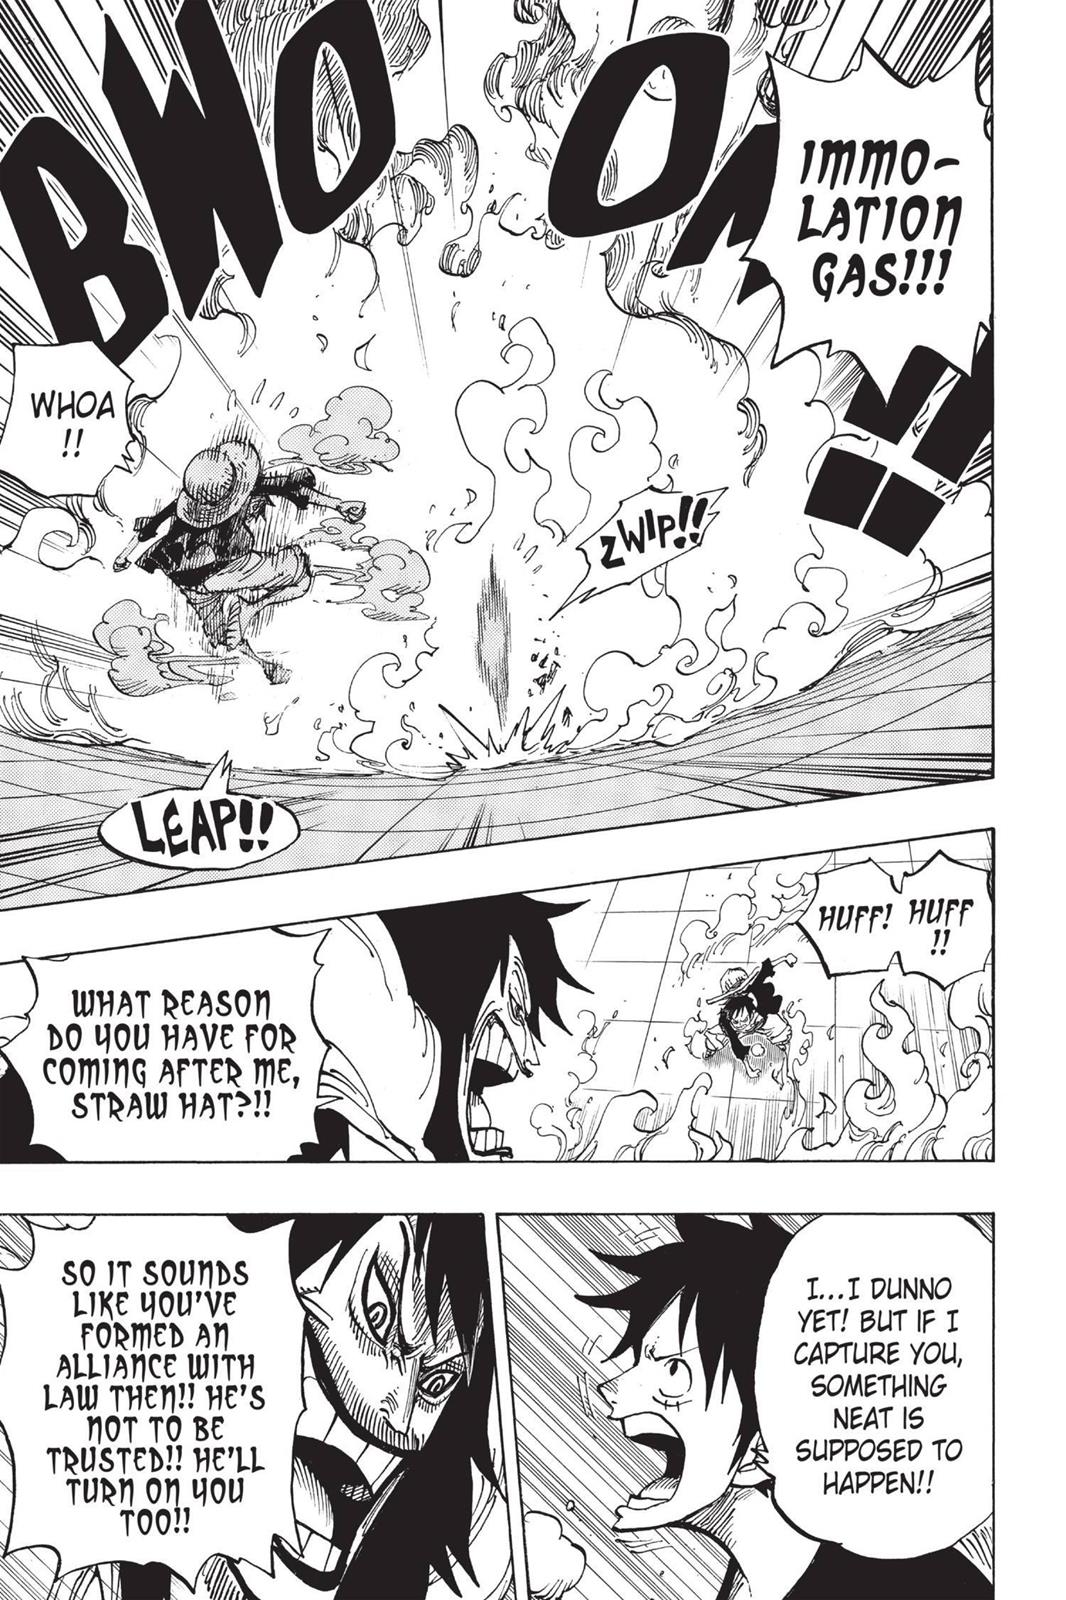 IMMO-
LATION
GAS!!!
BWOOM!!
WHOA
!!
ZWIP!!
LEAP!!
HUFF! HUFF
!!
WHAT REASON
DO YOU HAVE FOR
COMING AFTER ME,
STRAW HAT?!!
I...I DUNNO
YET! BUT IF I
CAPTURE YOU,
SOMETHING
NEAT IS
SUPPOSED TO
HAPPEN!!
SO IT SOUNDS
LIKE YOU'VE
FORMED AN
ALLIANCE WITH
LAW THEN!! HE'S
NOT TO BE
TRUSTED!! HE'LL
TURN ON YOU
TOO!!